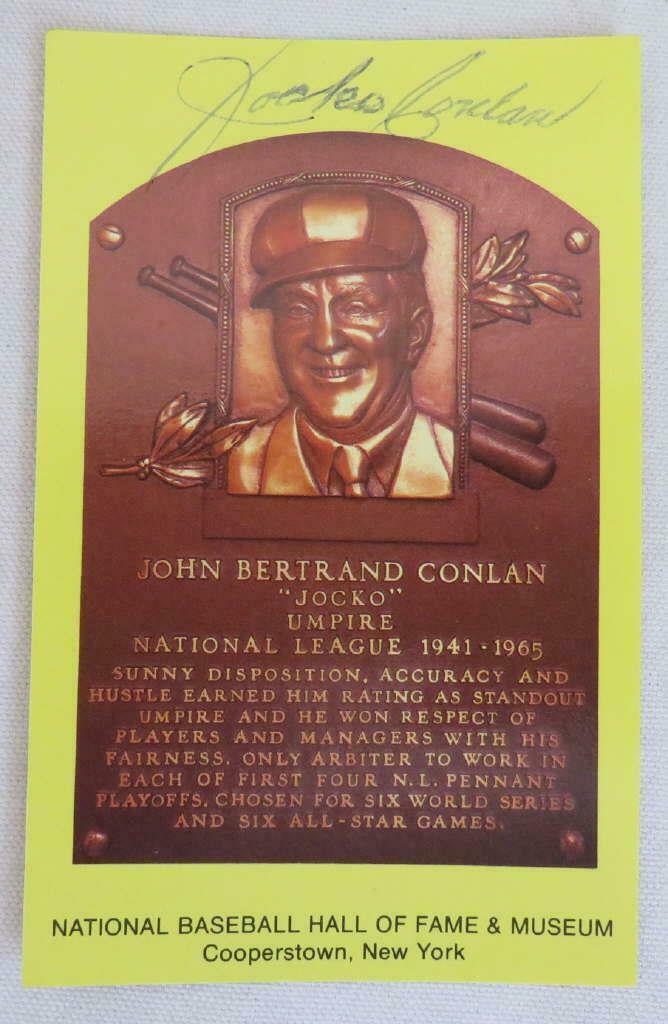 Jocko Conlan
JOHN BERTRAND CONLAN
"JOCKO"
UMPIRE
NATIONAL LEAGUE 1941-1965
SUNNY DISPOSITION, ACCURACY AND
HUSTLE EARNED HIM RATING AS STANDOUT
UMPIRE AND HE WON RESPECT OF
PLAYERS AND MANAGERS WITH HIS
FAIRNESS. ONLY ARBITER TO WORK IN
EACH OF FIRST FOUR N.L. PENNANT
PLAYOFFS. CHOSEN FOR SIX WORLD SERIES
AND SIX ALL-STAR GAMES.
NATIONAL BASEBALL HALL OF FAME & MUSEUM
Cooperstown, New York